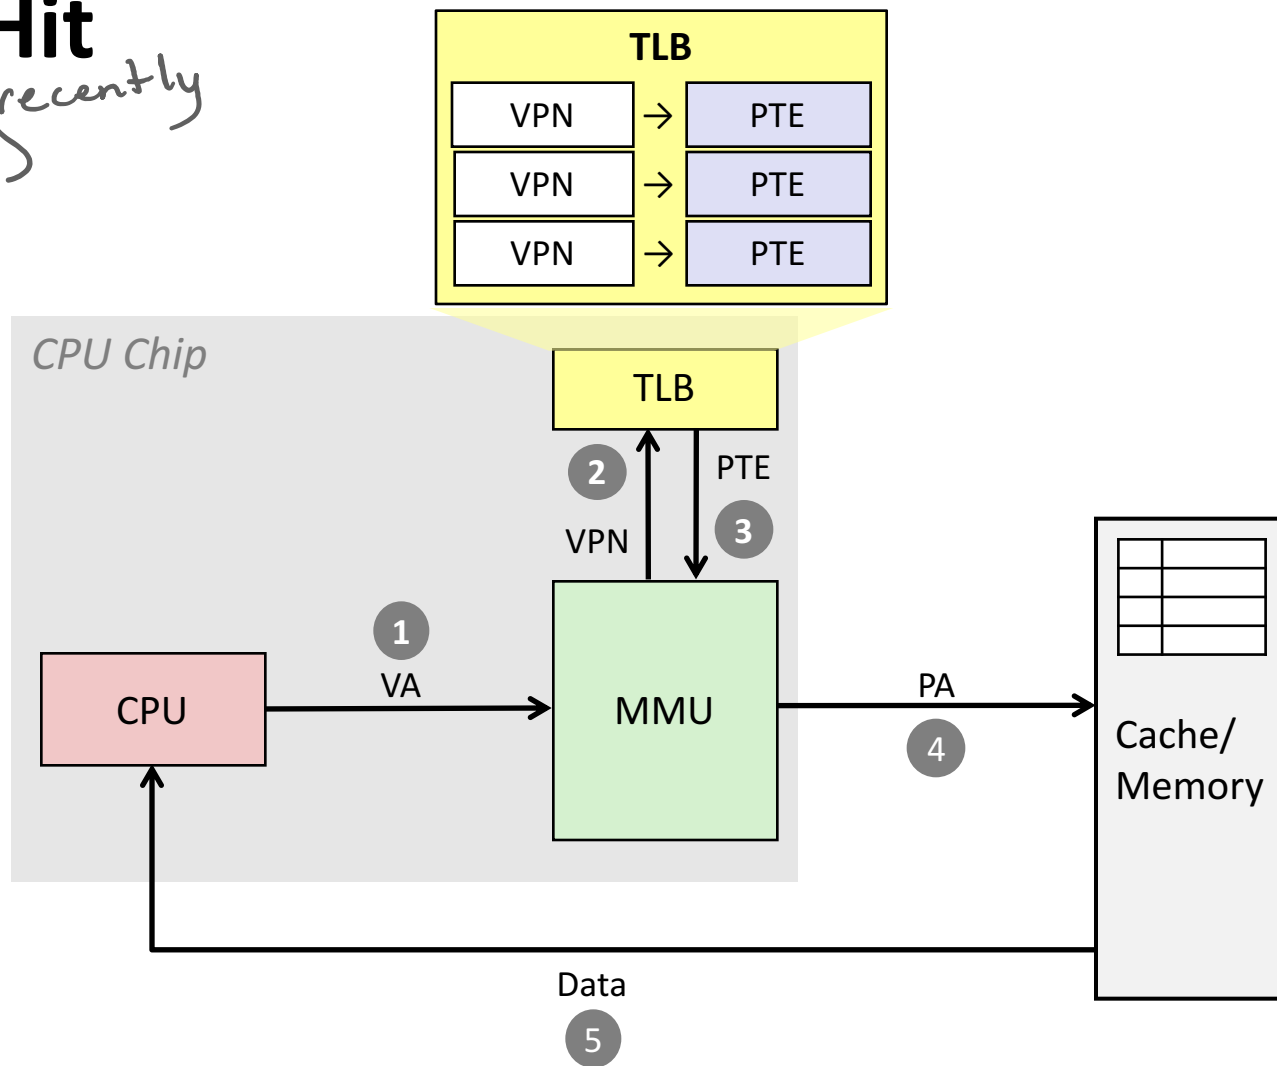 Hit
recently
TLB
VPN → PTE
VPN → PTE
VPN → PTE
CPU Chip
TLB
2
PTE
VPN
3
1
VA
CPU
MMU
PA
4
Cache/
Memory
Data
5